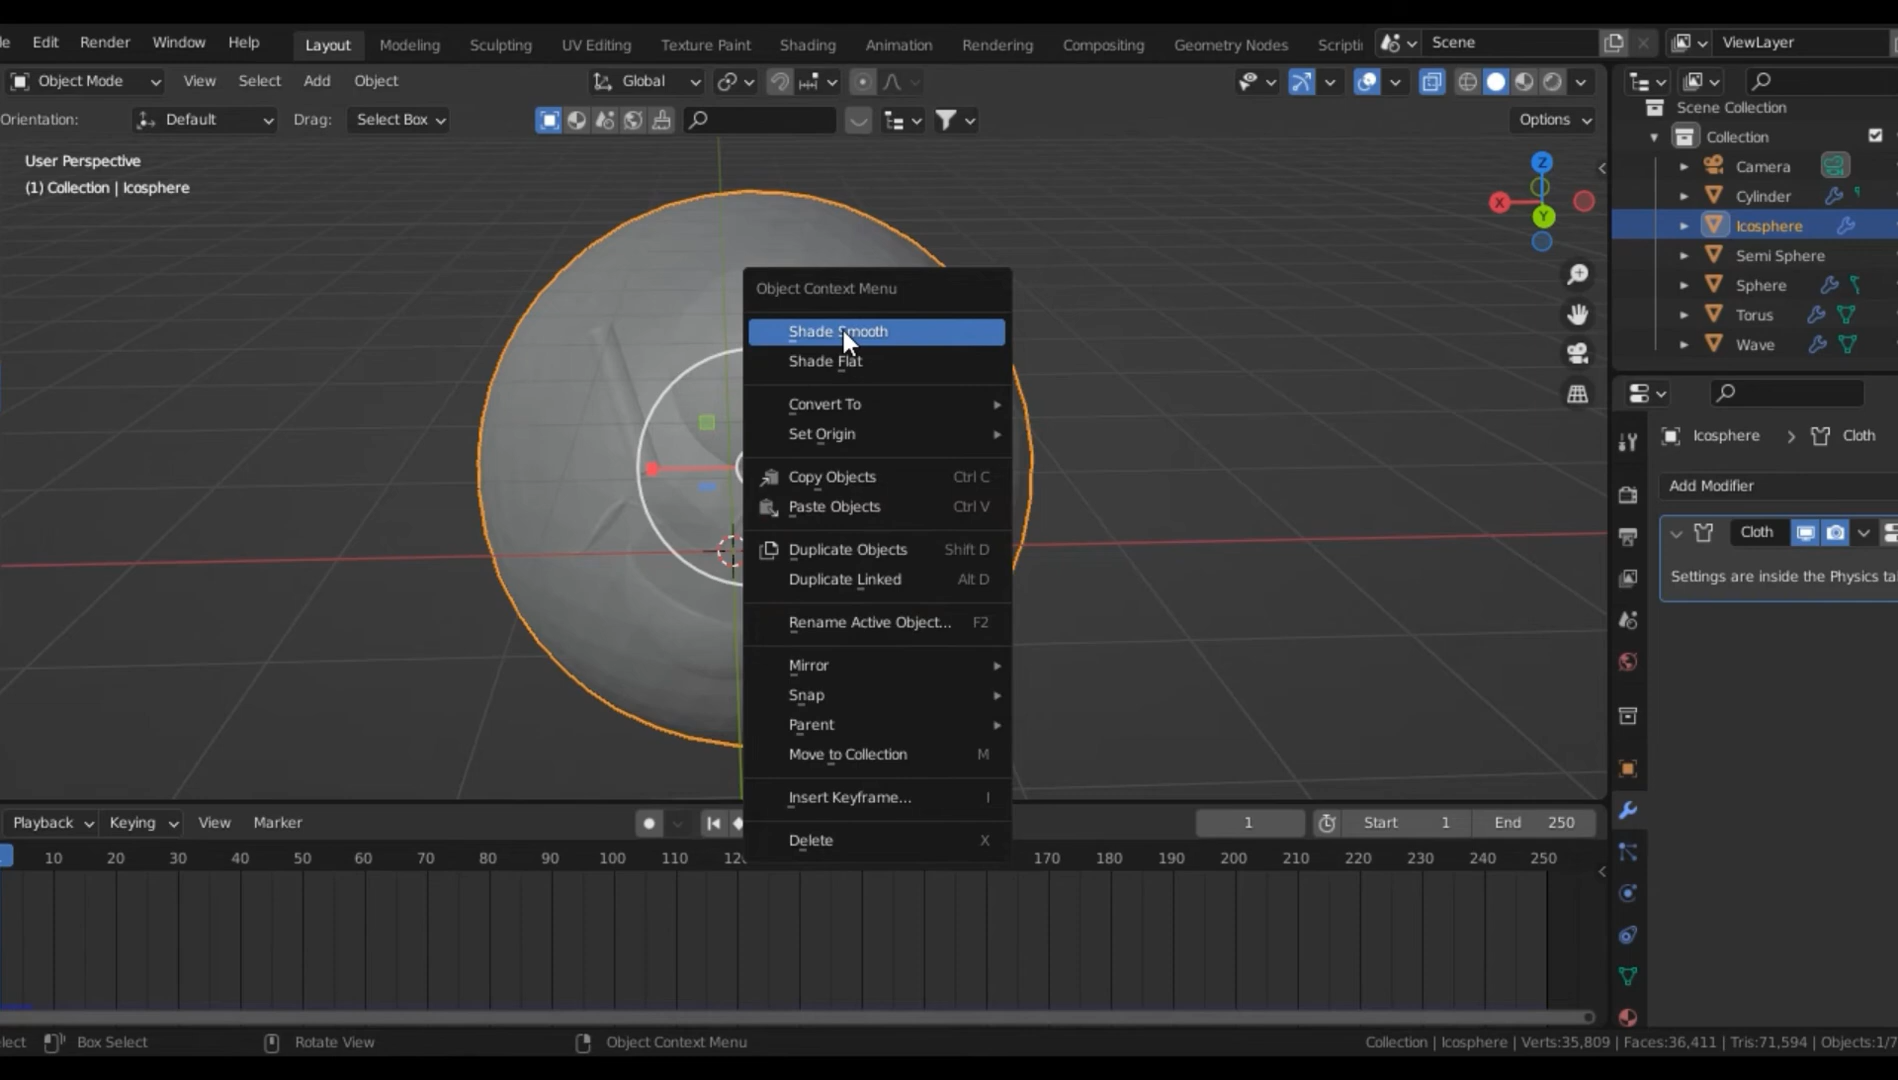 le Edit Render Window Help Layout Modeling Sculpting UV Editing Texture Paint Shading Animation Rendering Compositing Geometry Nodes Scripti Scene ViewLayer
Object Mode View Select Add Object Global
Orientation: Default Drag: Select Box Options
User Perspective
(1) Collection | Icosphere
Z
X
Y
Object Context Menu
Shade Smooth
Shade Flat
Convert To
Set Origin
Copy Objects Ctrl C
Paste Objects Ctrl V
Duplicate Objects Shift D
Duplicate Linked Alt D
Rename Active Object... F2
Mirror
Snap
Parent
Move to Collection M
Insert Keyframe... I
Delete X
Scene Collection
Collection
Camera
Cylinder
Icosphere
Semi Sphere
Sphere
Torus
Wave
Icosphere > Cloth
Add Modifier
Cloth
Settings are inside the Physics ta
Playback Keying View Marker 1 Start 1 End 250
10 20 30 40 50 60 70 80 90 100 110 120 170 180 190 200 210 220 230 240 250
lect Box Select Rotate View Object Context Menu Collection | Icosphere | Verts:35,809 | Faces:36,411 | Tris:71,594 | Objects:1/7